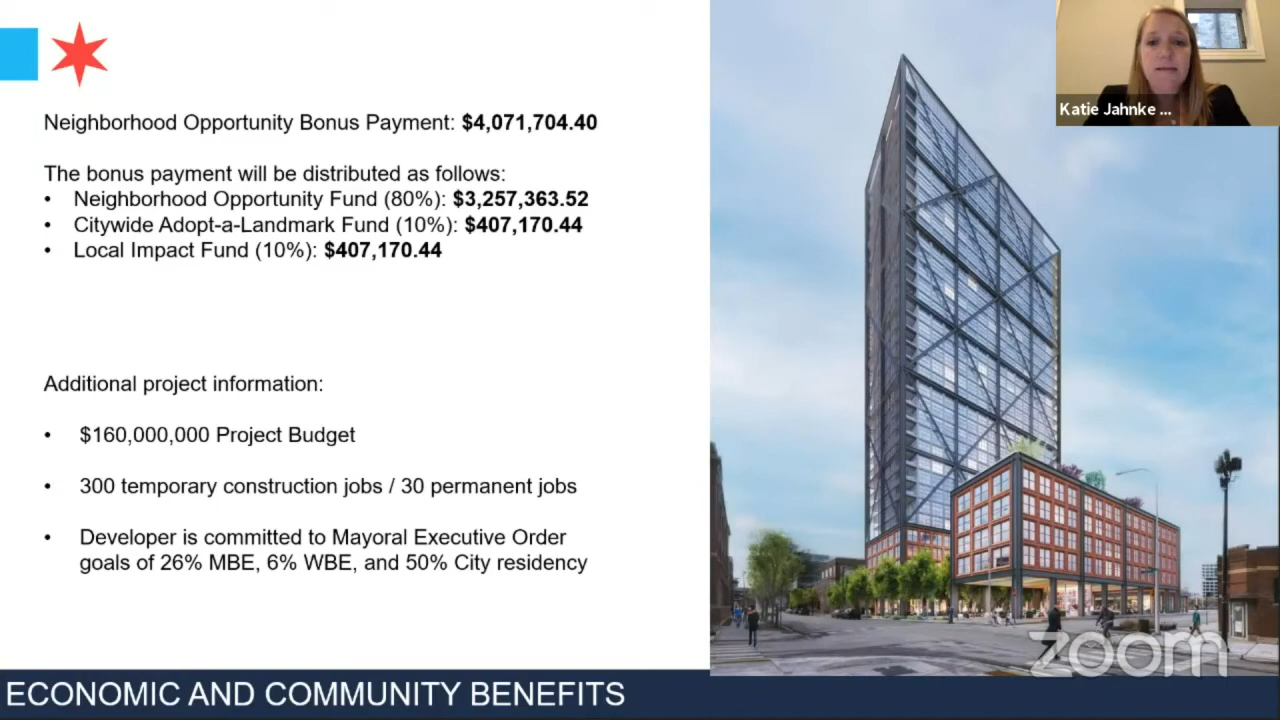 Neighborhood Opportunity Bonus Payment: $4,071,704.40
The bonus payment will be distributed as follows:
• Neighborhood Opportunity Fund (80%): $3,257,363.52
• Citywide Adopt-a-Landmark Fund (10%): $407,170.44
• Local Impact Fund (10%): $407,170.44
Additional project information:
• $160,000,000 Project Budget
• 300 temporary construction jobs / 30 permanent jobs
• Developer is committed to Mayoral Executive Order
goals of 26% MBE, 6% WBE, and 50% City residency
ECONOMIC AND COMMUNITY BENEFITS
Katie Jahnke ...
zoom